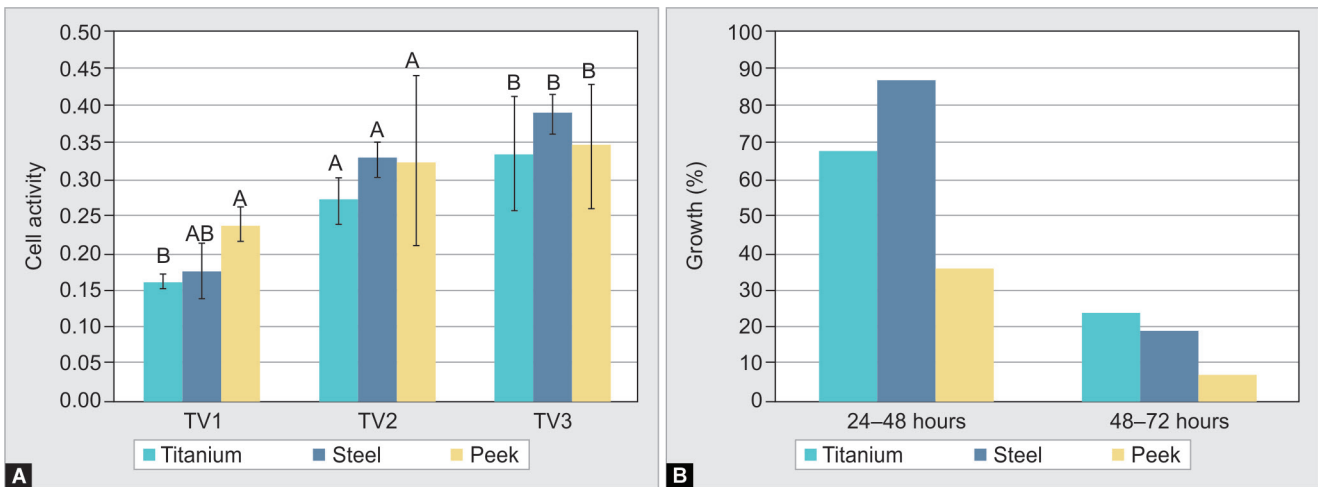 0.50
0.45
0.40
0.35
0.30
0.25
0.20
0.15
0.10
0.05
0.00
Cell activity
B
AB
A
A
A
A
B
B
B
TV1
TV2
TV3
Titanium
Steel
Peek
A
100
90
80
70
60
50
40
30
20
10
0
Growth (%)
24–48 hours
48–72 hours
Titanium
Steel
Peek
B